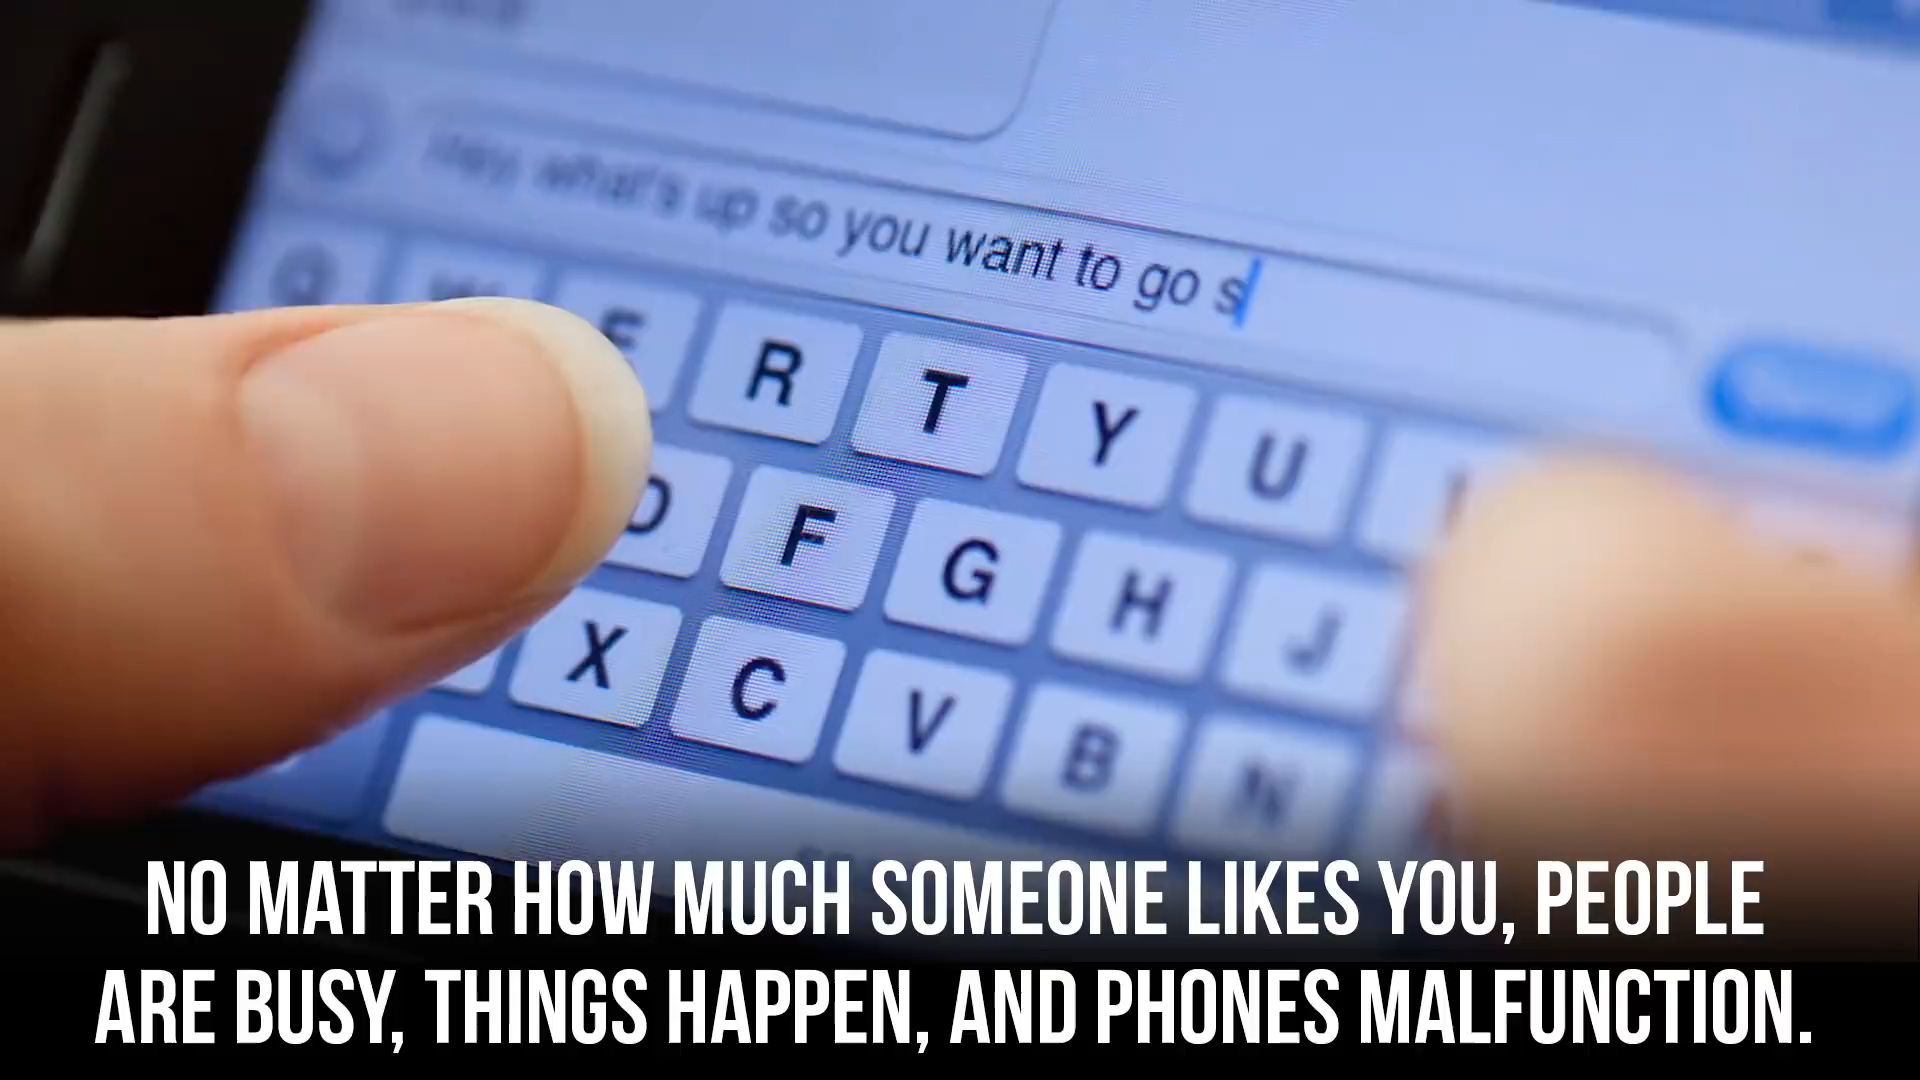 Hey, what's up so you want to go s
Q W E R T Y U
D F G H J
X C V B N
NO MATTER HOW MUCH SOMEONE LIKES YOU, PEOPLE
ARE BUSY, THINGS HAPPEN, AND PHONES MALFUNCTION.